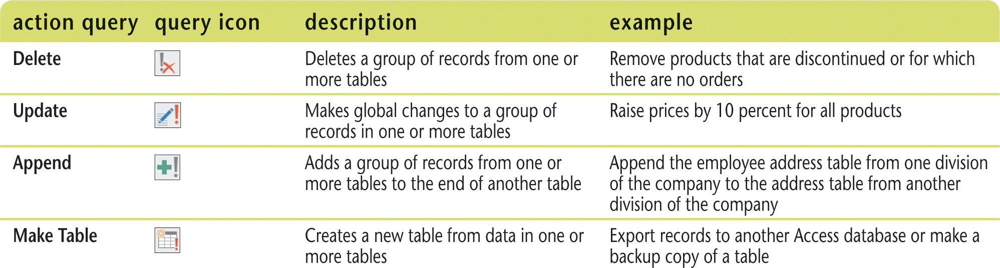 action query query icon description example
Delete Deletes a group of records from one or Remove products that are discontinued or for which
more tables there are no orders
Update Makes global changes to a group of Raise prices by 10 percent for all products
records in one or more tables
Append Adds a group of records from one or Append the employee address table from one division
more tables to the end of another table of the company to the address table from another
division of the company
Make Table Creates a new table from data in one or Export records to another Access database or make a
more tables backup copy of a table